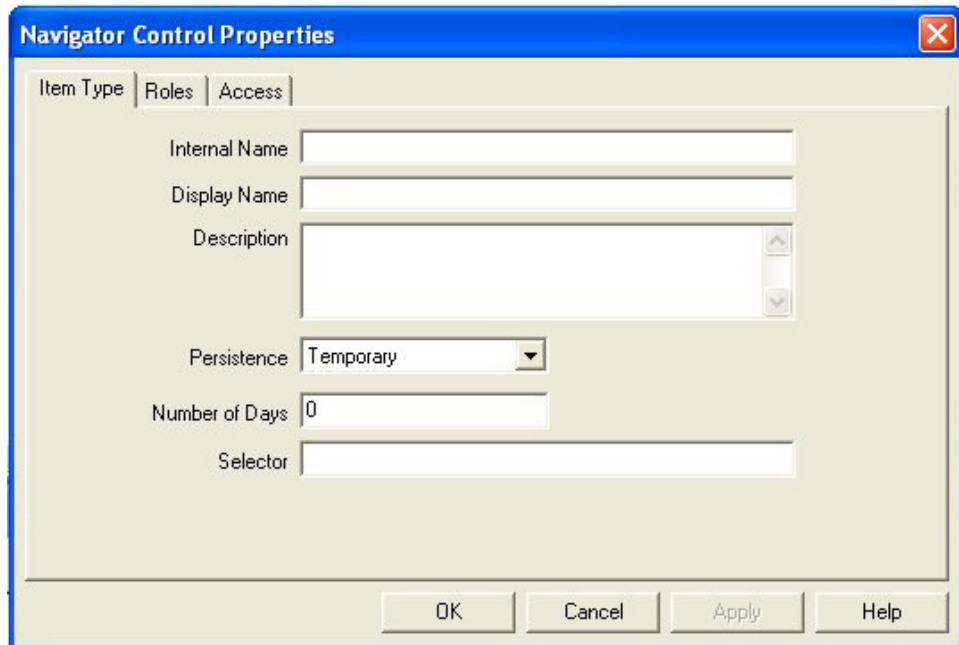 Navigator Control Properties
Item Type Roles Access
Internal Name
Display Name
Description
Persistence Temporary
Number of Days 0
Selector
OK Cancel Apply Help